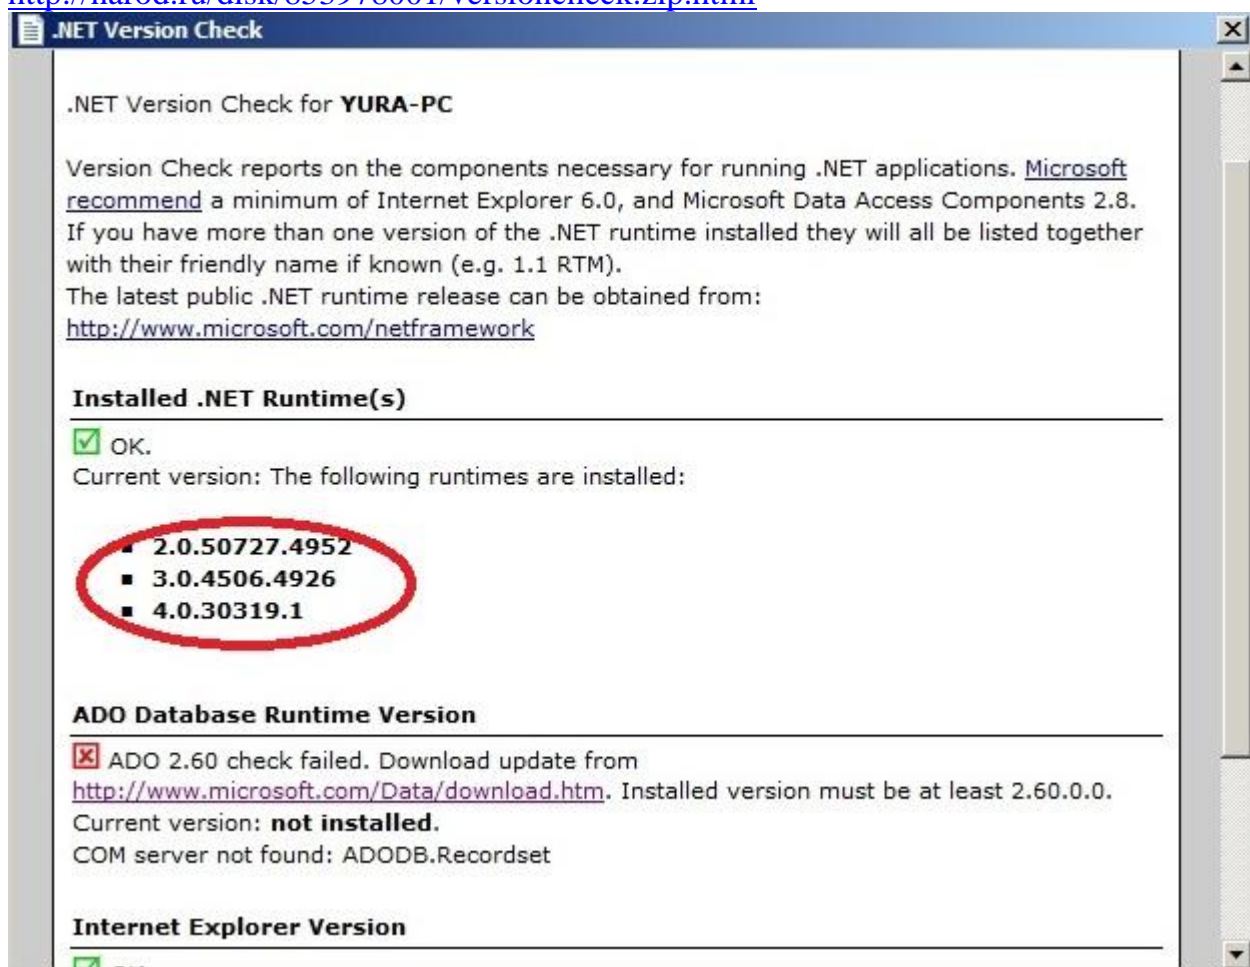 .NET Version Check
.NET Version Check for YURA-PC
Version Check reports on the components necessary for running .NET applications. Microsoft
recommend a minimum of Internet Explorer 6.0, and Microsoft Data Access Components 2.8.
If you have more than one version of the .NET runtime installed they will all be listed together
with their friendly name if known (e.g. 1.1 RTM).
The latest public .NET runtime release can be obtained from:
http://www.microsoft.com/netframework
Installed .NET Runtime(s)
OK.
Current version: The following runtimes are installed:
▪ 2.0.50727.4952
▪ 3.0.4506.4926
▪ 4.0.30319.1
ADO Database Runtime Version
ADO 2.60 check failed. Download update from
http://www.microsoft.com/Data/download.htm. Installed version must be at least 2.60.0.0.
Current version: not installed.
COM server not found: ADODB.Recordset
Internet Explorer Version